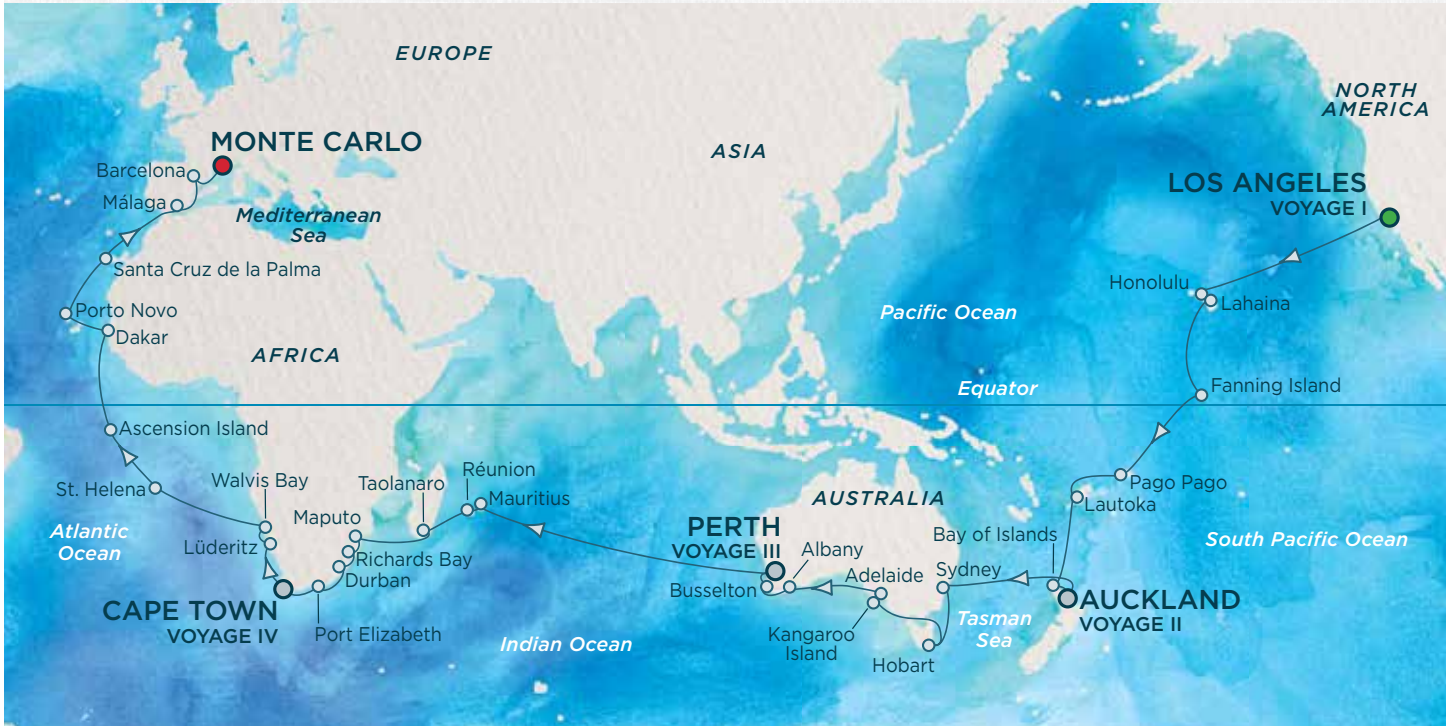 EUROPE
NORTH
AMERICA
MONTE CARLO
ASIA
Barcelona
LOS ANGELES
VOYAGE I
Málaga
Mediterranean
Sea
Santa Cruz de la Palma
Honolulu
Lahaina
Porto Novo
Pacific Ocean
Dakar
AFRICA
Equator
Fanning Island
Ascension Island
Réunion
Walvis Bay
Taolanaro
Pago Pago
St. Helena
Mauritius
AUSTRALIA
Lautoka
Maputo
PERTH
VOYAGE III
Bay of Islands
Atlantic
Ocean
Lüderitz
Albany
South Pacific Ocean
Richards Bay
Adelaide
Sydney
Durban
Busselton
CAPE TOWN
VOYAGE IV
AUCKLAND
VOYAGE II
Port Elizabeth
Tasman
Sea
Indian Ocean
Kangaroo
Island
Hobart